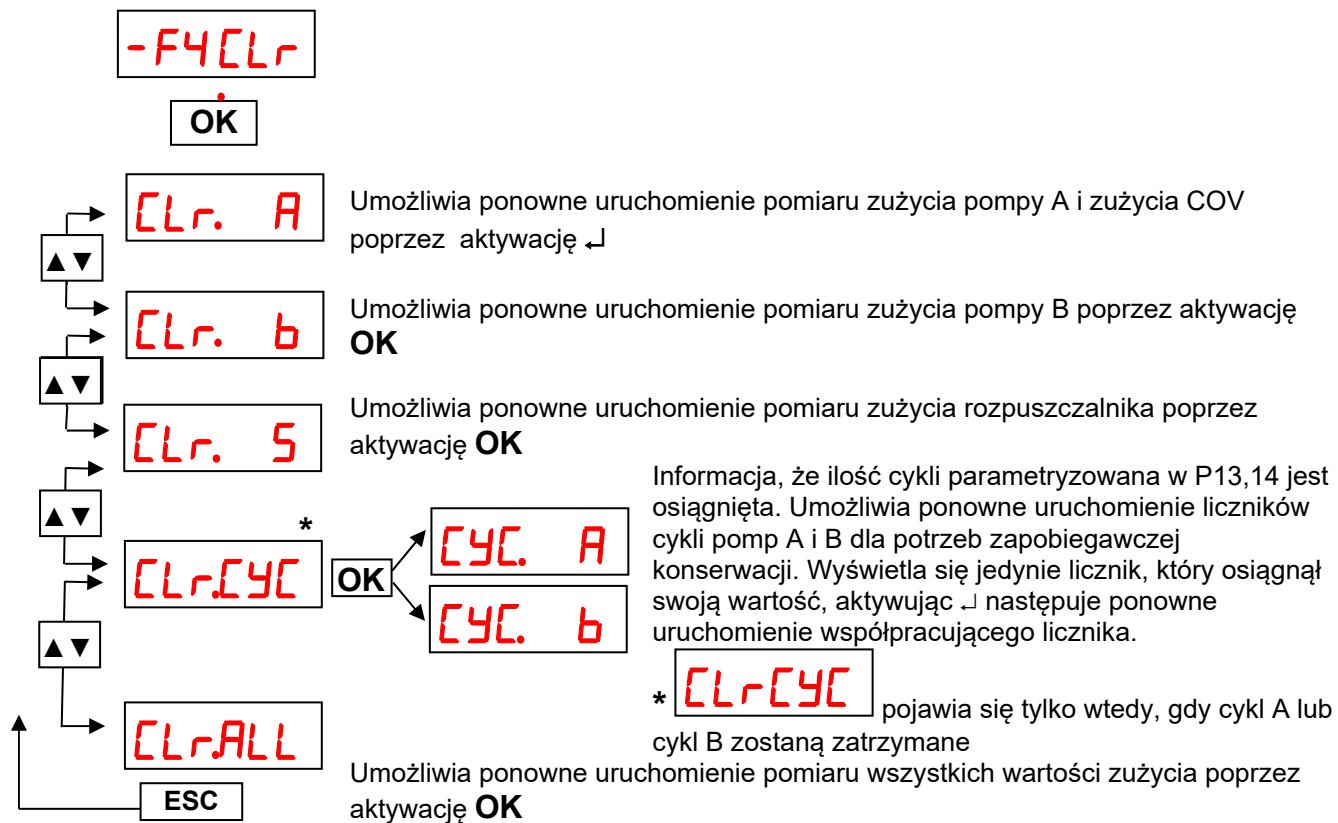 -F4CLr
OK
CLr. A
Umożliwia ponowne uruchomienie pomiaru zużycia pompy A i zużycia COV
poprzez aktywację ↵
▲▼
CLr. b
Umożliwia ponowne uruchomienie pomiaru zużycia pompy B poprzez aktywację
OK
▲▼
CLr. S
Umożliwia ponowne uruchomienie pomiaru zużycia rozpuszczalnika poprzez
aktywację OK
▲▼
*
CLr.CYC
OK
CYC. A
CYC. b
Informacja, że ilość cykli parametryzowana w P13,14 jest
osiągnięta. Umożliwia ponowne uruchomienie liczników
cykli pomp A i B dla potrzeb zapobiegawczej
konserwacji. Wyświetla się jedynie licznik, który osiągnął
swoją wartość, aktywując ↵ następuje ponowne
uruchomienie współpracującego licznika.
* CLrCYC pojawia się tylko wtedy, gdy cykl A lub
cykl B zostaną zatrzymane
▲▼
CLr.ALL
Umożliwia ponowne uruchomienie pomiaru wszystkich wartości zużycia poprzez
aktywację OK
ESC